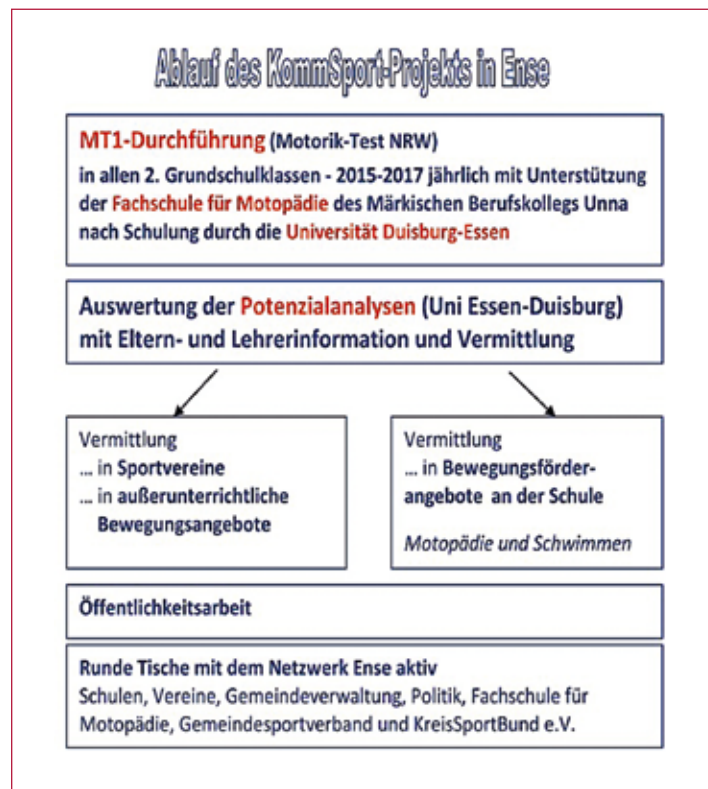 Ablauf des KommSport-Projekts in Ense
MT1-Durchführung (Motorik-Test NRW)
in allen 2. Grundschulklassen - 2015-2017 jährlich mit Unterstützung
der Fachschule für Motopädie des Märkischen Berufskollegs Unna
nach Schulung durch die Universität Duisburg-Essen
Auswertung der Potenzialanalysen (Uni Essen-Duisburg)
mit Eltern- und Lehrerinformation und Vermittlung
Vermittlung
... in Sportvereine
... in außerunterrichtliche
Bewegungsangebote
Vermittlung
... in Bewegungsförder-
angebote an der Schule
Motopädie und Schwimmen
Öffentlichkeitsarbeit
Runde Tische mit dem Netzwerk Ense aktiv
Schulen, Vereine, Gemeindeverwaltung, Politik, Fachschule für
Motopädie, Gemeindesportverband und KreisSportBund e.V.